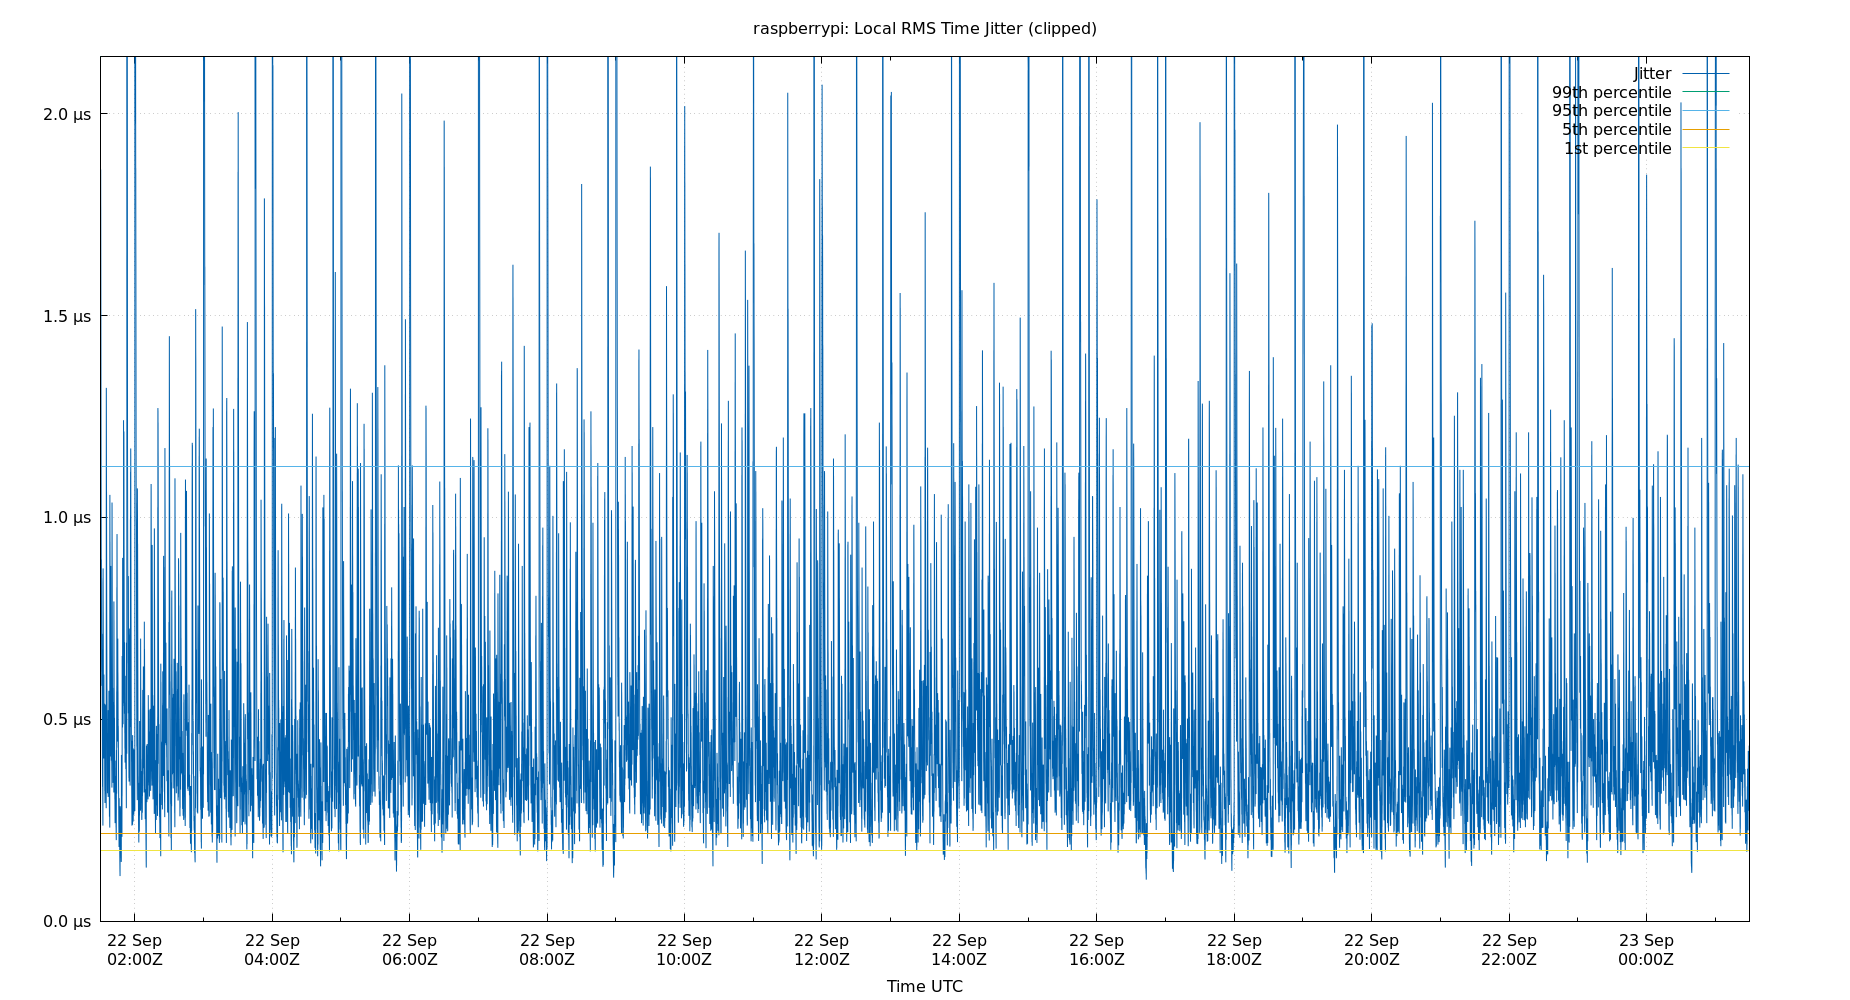 raspberrypi: Local RMS Time Jitter (clipped)
Jitter
99th percentile
95th percentile
5th percentile
1st percentile
2.0 µs
1.5 µs
1.0 µs
0.5 µs
0.0 µs
22 Sep 22 Sep 22 Sep 22 Sep 22 Sep 22 Sep 22 Sep 22 Sep 22 Sep 22 Sep 22 Sep 23 Sep
02:00Z 04:00Z 06:00Z 08:00Z 10:00Z 12:00Z 14:00Z 16:00Z 18:00Z 20:00Z 22:00Z 00:00Z
Time UTC